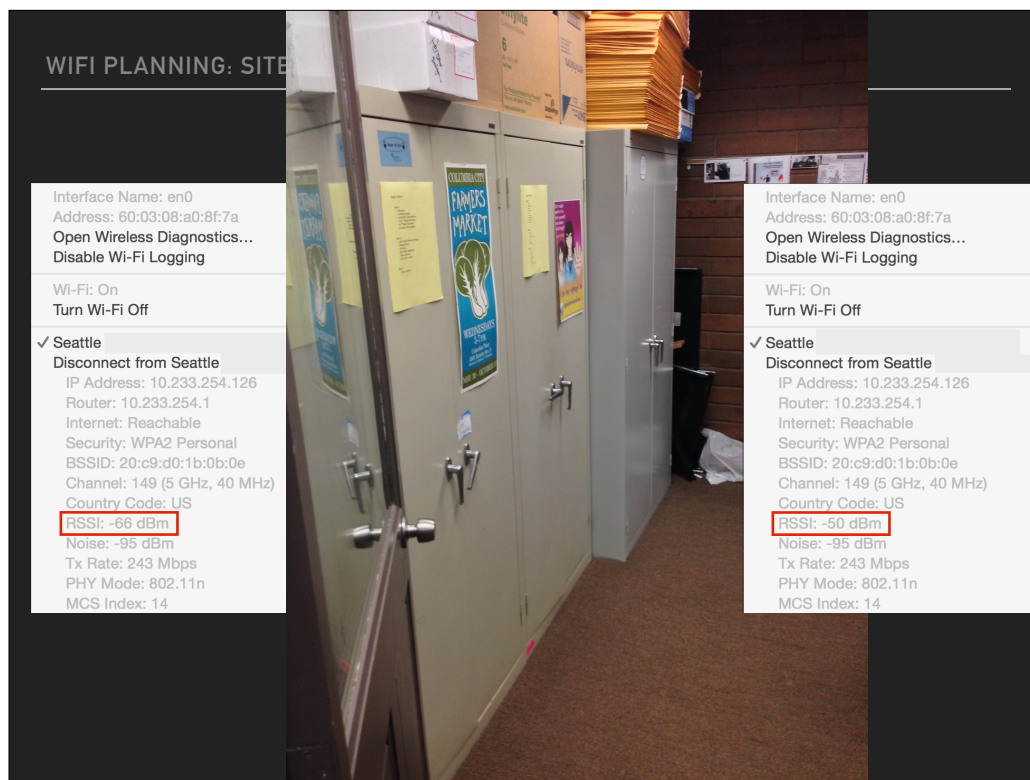 WIFI PLANNING: SITE
Interface Name: en0
Address: 60:03:08:a0:8f:7a
Open Wireless Diagnostics…
Disable Wi-Fi Logging
Wi-Fi: On
Turn Wi-Fi Off
✓ Seattle
Disconnect from Seattle
IP Address: 10.233.254.126
Router: 10.233.254.1
Internet: Reachable
Security: WPA2 Personal
BSSID: 20:c9:d0:1b:0b:0e
Channel: 149 (5 GHz, 40 MHz)
Country Code: US
RSSI: -66 dBm
Noise: -95 dBm
Tx Rate: 243 Mbps
PHY Mode: 802.11n
MCS Index: 14
6
COLUMBIA CITY
FARMERS
MARKET
WEDNESDAYS
3-7PM
Interface Name: en0
Address: 60:03:08:a0:8f:7a
Open Wireless Diagnostics…
Disable Wi-Fi Logging
Wi-Fi: On
Turn Wi-Fi Off
✓ Seattle
Disconnect from Seattle
IP Address: 10.233.254.126
Router: 10.233.254.1
Internet: Reachable
Security: WPA2 Personal
BSSID: 20:c9:d0:1b:0b:0e
Channel: 149 (5 GHz, 40 MHz)
Country Code: US
RSSI: -50 dBm
Noise: -95 dBm
Tx Rate: 243 Mbps
PHY Mode: 802.11n
MCS Index: 14